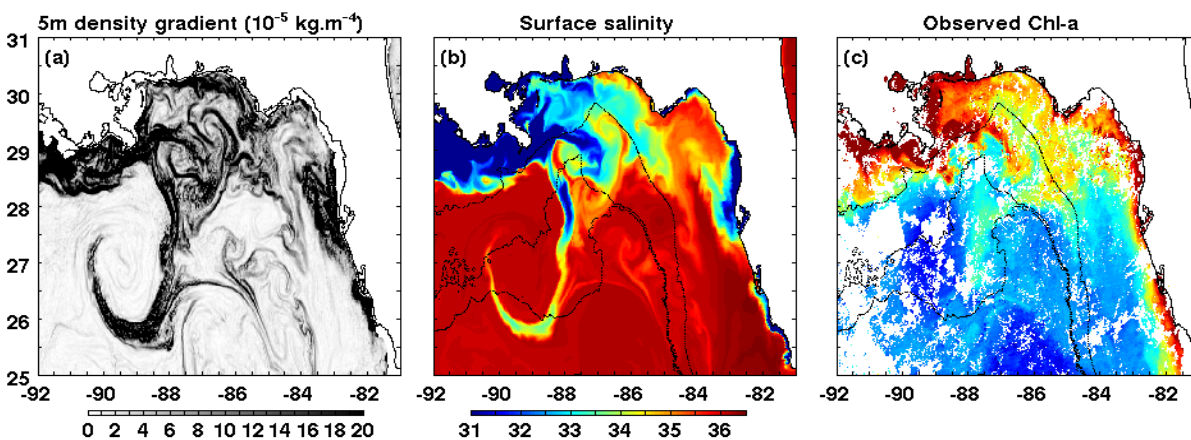 5m density gradient (10⁻⁵ kg.m⁻⁴) Surface salinity Observed Chl-a
31
30
29
28
27
26
25
(a) (b) (c)
-92 -90 -88 -86 -84 -82 -92 -90 -88 -86 -84 -82 -92 -90 -88 -86 -84 -82
0 2 4 6 8 10 12 14 16 18 20 31 32 33 34 35 36